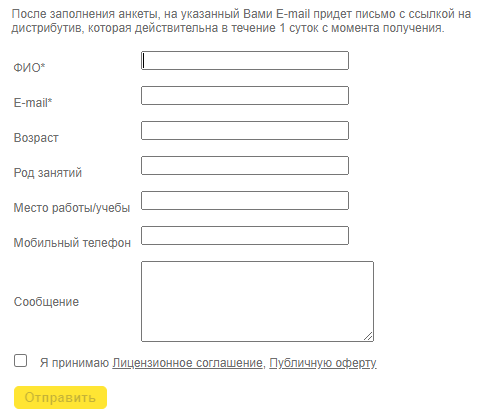 После заполнения анкеты, на указанный Вами E-mail придет письмо с ссылкой на
дистрибутив, которая действительна в течение 1 суток с момента получения.
ФИО*
E-mail*
Возраст
Род занятий
Место работы/учебы
Мобильный телефон
Сообщение
Я принимаю Лицензионное соглашение, Публичную оферту
Отправить